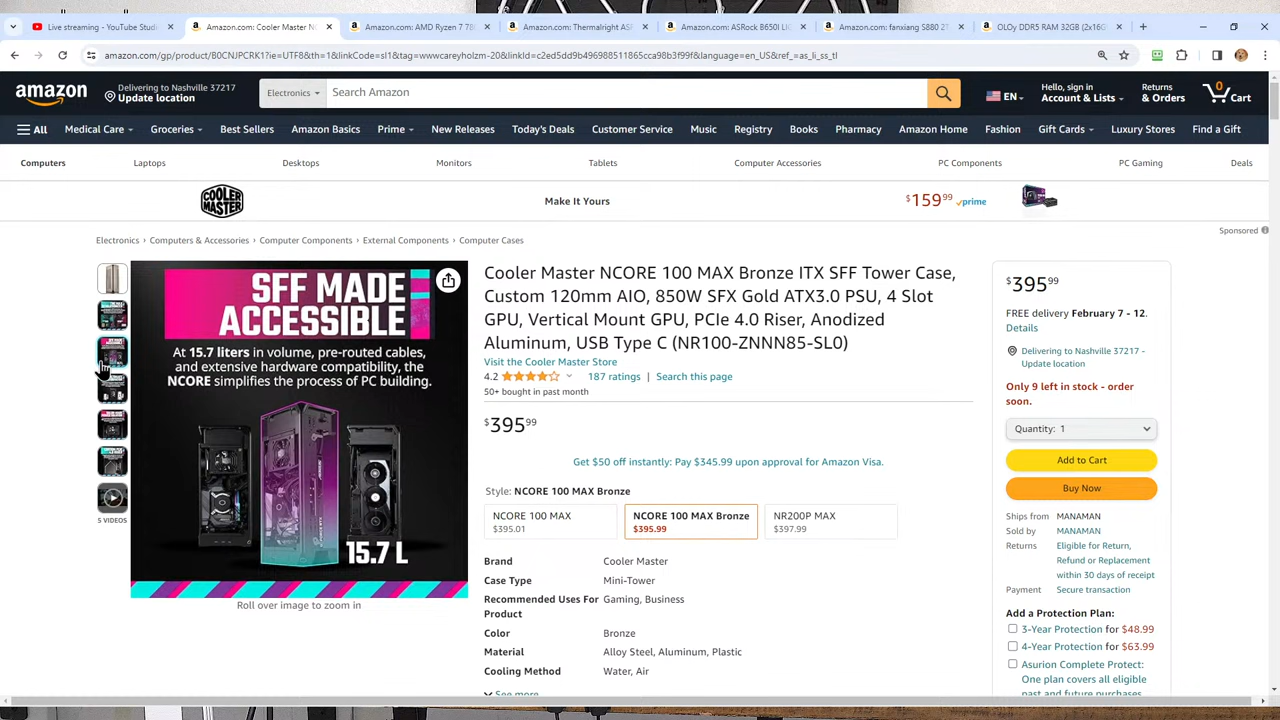 Live streaming - YouTube Studi
amazon.com: Cooler Master N
amazon.com: AMD Ryzen 7 78
amazon.com: Thermalright ASS
amazon.com: ASRock B650I LI
amazon.com: fanxiang S880 2T
OLOy DDR5 RAM 32GB (2x16G
amazon.com/gp/product/B0CNJPCRK1?ie=UTF8&th=1&linkCode=sl1&tag=wwwcareyholzm-20&linkId=c2ed5dd9b496988511865cca98b3f99f&language=en_US&ref_=as_li_ss_tl
amazon
Delivering to Nashville 37217
Update location
Electronics
Search Amazon
EN
Hello, sign in
Account & Lists
Returns
& Orders
0
Cart
All
Medical Care
Groceries
Best Sellers
Amazon Basics
Prime
New Releases
Today's Deals
Customer Service
Music
Registry
Books
Pharmacy
Amazon Home
Fashion
Gift Cards
Luxury Stores
Find a Gift
Computers
Laptops
Desktops
Monitors
Tablets
Computer Accessories
PC Components
PC Gaming
Deals
COOLER MASTER
Make It Yours
$159⁹⁹ prime
Sponsored
Electronics › Computers & Accessories › Computer Components › External Components › Computer Cases
SFF MADE
ACCESSIBLE
At 15.7 liters in volume, pre-routed cables,
and extensive hardware compatibility, the
NCORE simplifies the process of PC building.
15.7 L
5 VIDEOS
Roll over image to zoom in
Cooler Master NCORE 100 MAX Bronze ITX SFF Tower Case,
Custom 120mm AIO, 850W SFX Gold ATX3.0 PSU, 4 Slot
GPU, Vertical Mount GPU, PCIe 4.0 Riser, Anodized
Aluminum, USB Type C (NR100-ZNNN85-SL0)
Visit the Cooler Master Store
4.2
187 ratings | Search this page
50+ bought in past month
$395⁹⁹
Get $50 off instantly: Pay $345.99 upon approval for Amazon Visa.
Style: NCORE 100 MAX Bronze
NCORE 100 MAX
$395.01
NCORE 100 MAX Bronze
$395.99
NR200P MAX
$397.99
Brand Cooler Master
Case Type Mini-Tower
Recommended Uses For Gaming, Business
Product
Color Bronze
Material Alloy Steel, Aluminum, Plastic
Cooling Method Water, Air
See more
$395⁹⁹
FREE delivery February 7 - 12.
Details
Delivering to Nashville 37217 -
Update location
Only 9 left in stock - order
soon.
Quantity: 1
Add to Cart
Buy Now
Ships from MANAMAN
Sold by MANAMAN
Returns Eligible for Return,
Refund or Replacement
within 30 days of receipt
Payment Secure transaction
Add a Protection Plan:
3-Year Protection for $48.99
4-Year Protection for $63.99
Asurion Complete Protect:
One plan covers all eligible
past and future purchases